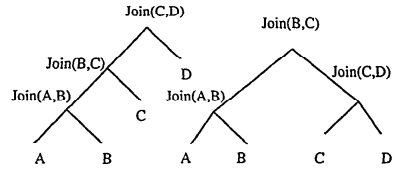 Join(C,D)
Join(B,C)
D
Join(A,B)
C
A B
Join(B,C)
Join(C,D)
Join(A,B)
A B C D